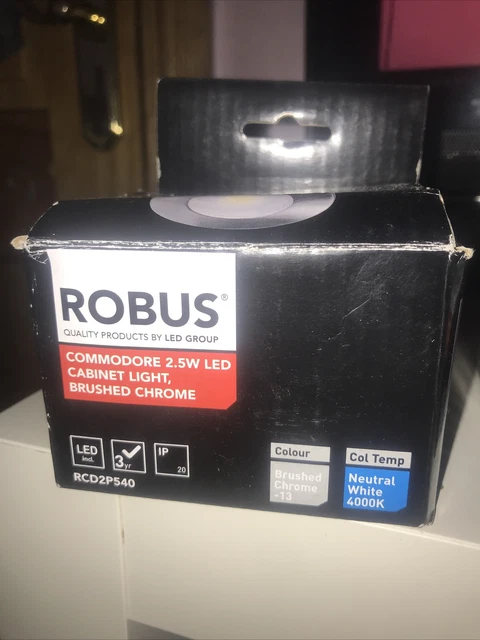 ROBUS®
QUALITY PRODUCTS BY LED GROUP
COMMODORE 2.5W LED
CABINET LIGHT,
BRUSHED CHROME
LED
incl.
3yr
IP
20
RCD2P540
Colour
Brushed
Chrome
-13
Col Temp
Neutral
White
4000K